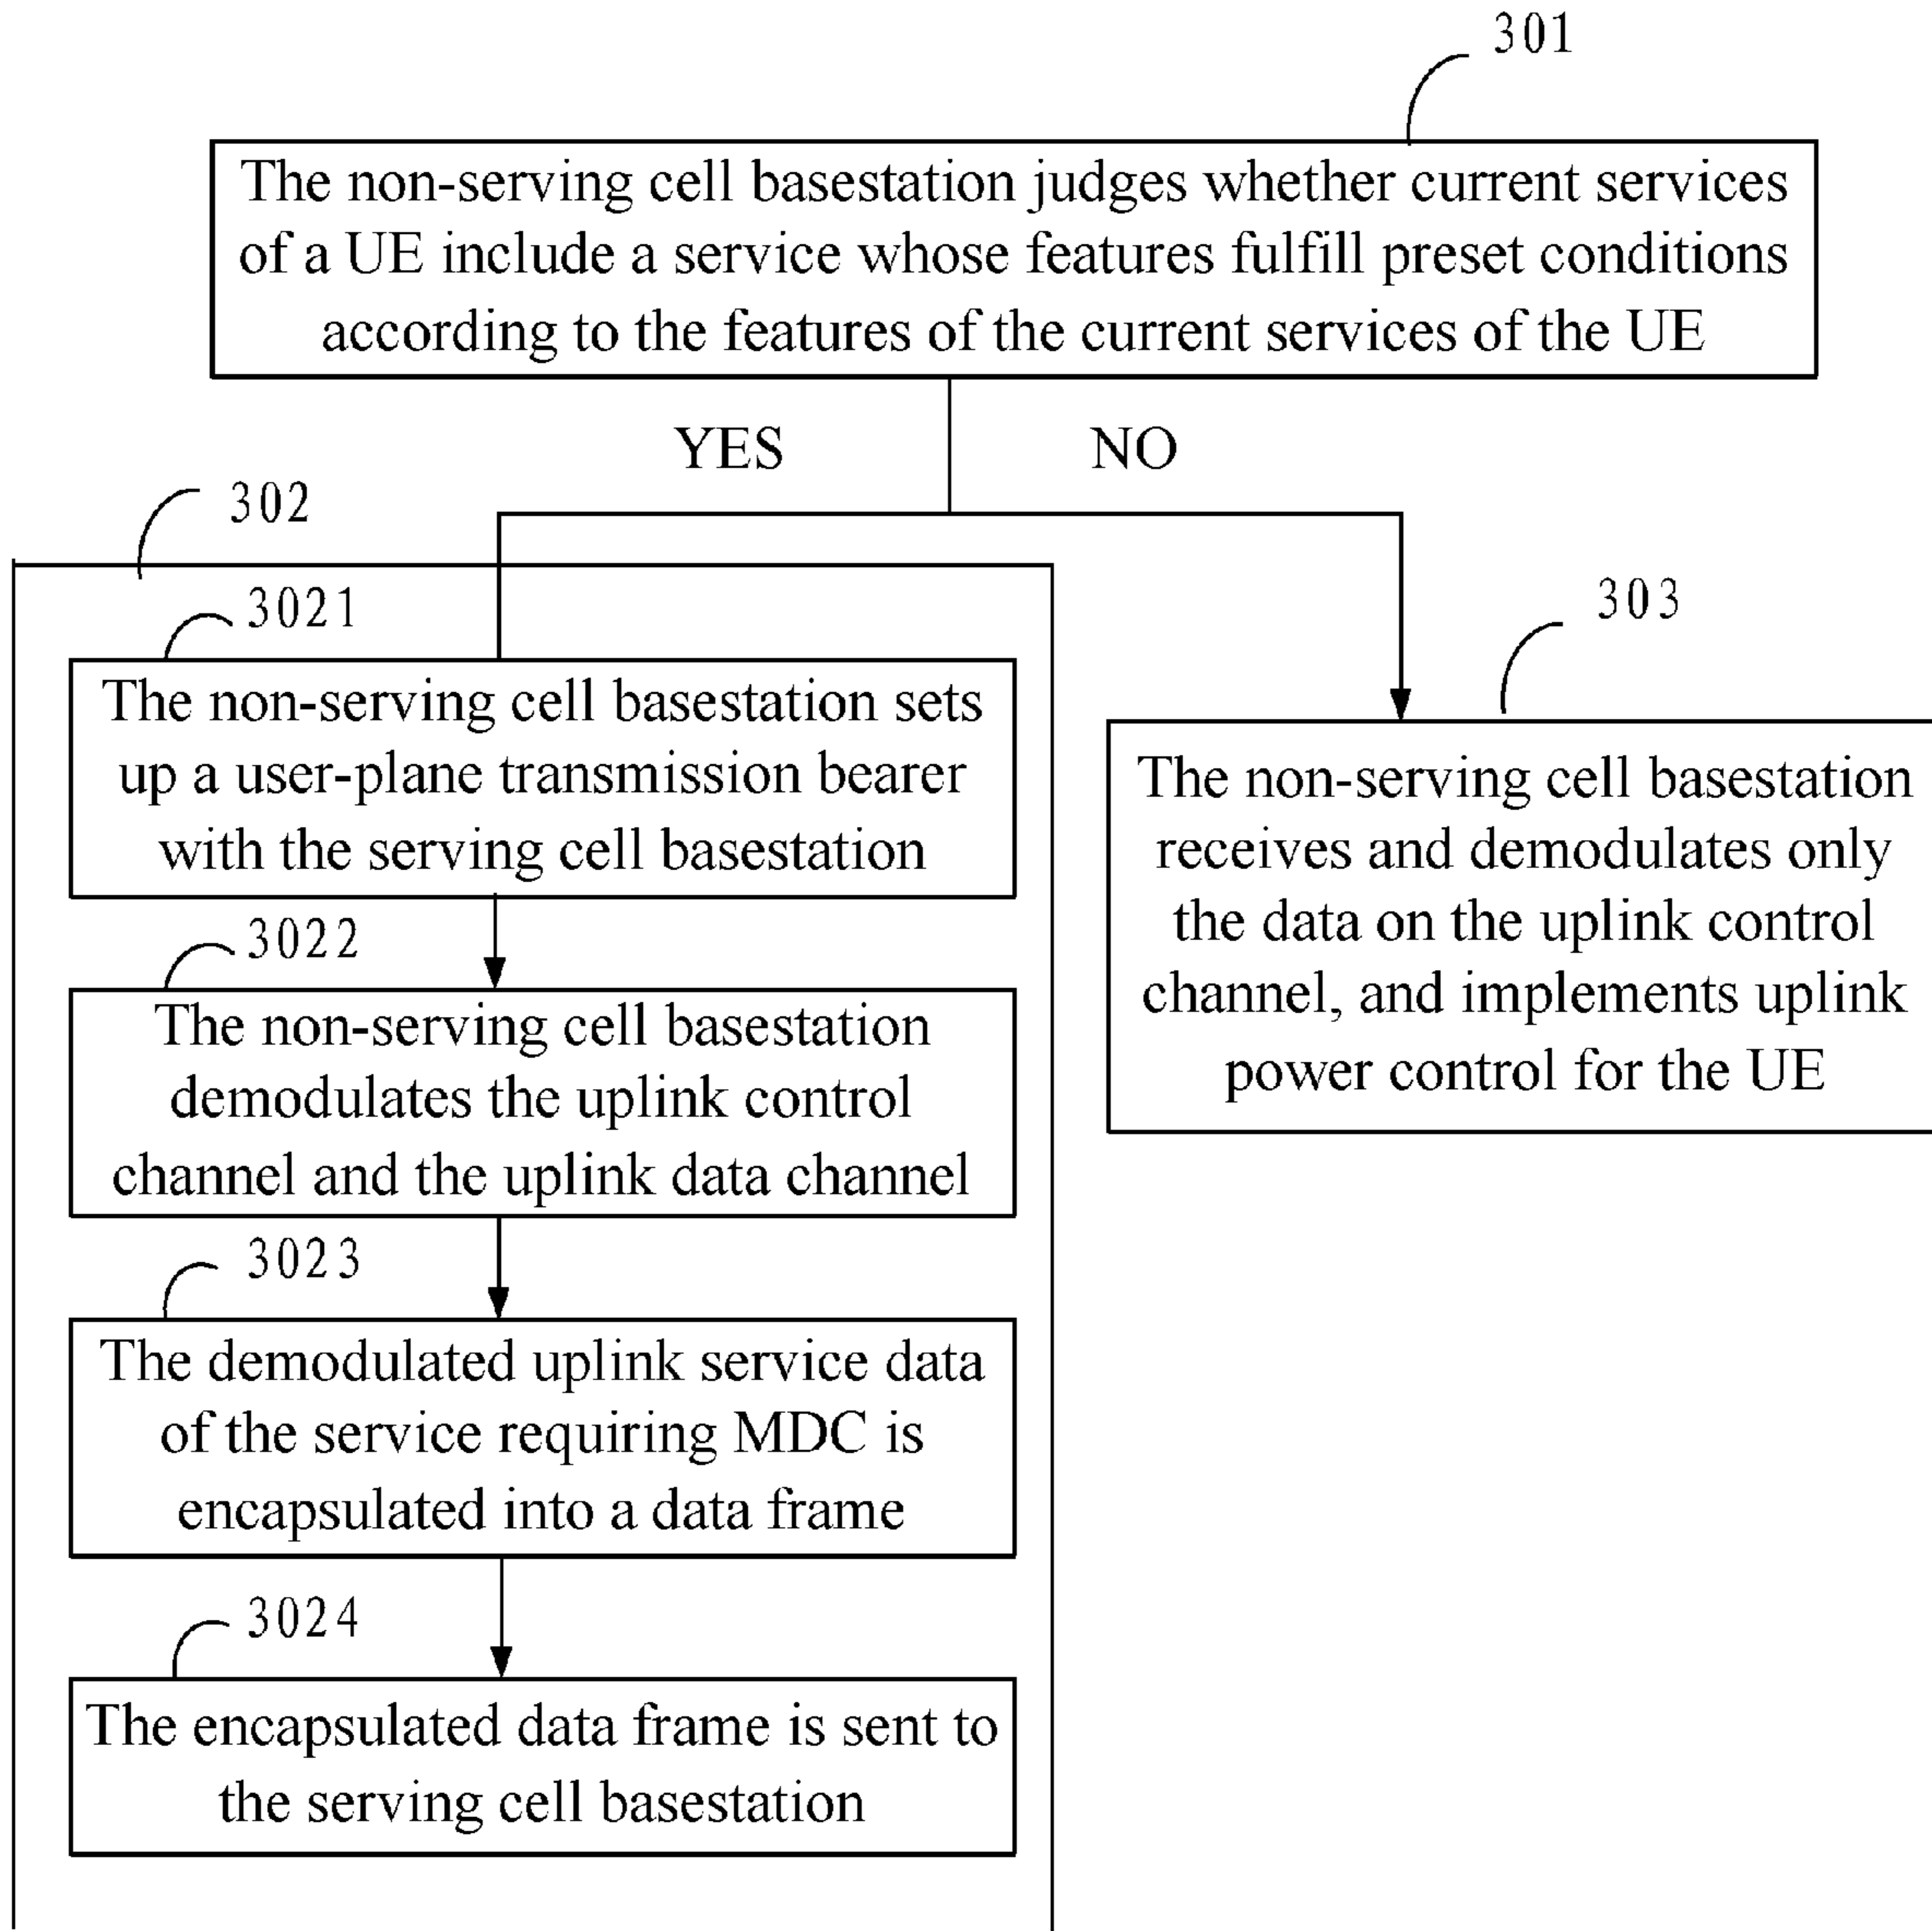 301
The non-serving cell basestation judges whether current services
of a UE include a service whose features fulfill preset conditions
according to the features of the current services of the UE
YES
NO
302
3021
The non-serving cell basestation sets
up a user-plane transmission bearer
with the serving cell basestation
3022
The non-serving cell basestation
demodulates the uplink control
channel and the uplink data channel
3023
The demodulated uplink service data
of the service requiring MDC is
encapsulated into a data frame
3024
The encapsulated data frame is sent to
the serving cell basestation
303
The non-serving cell basestation
receives and demodulates only
the data on the uplink control
channel, and implements uplink
power control for the UE